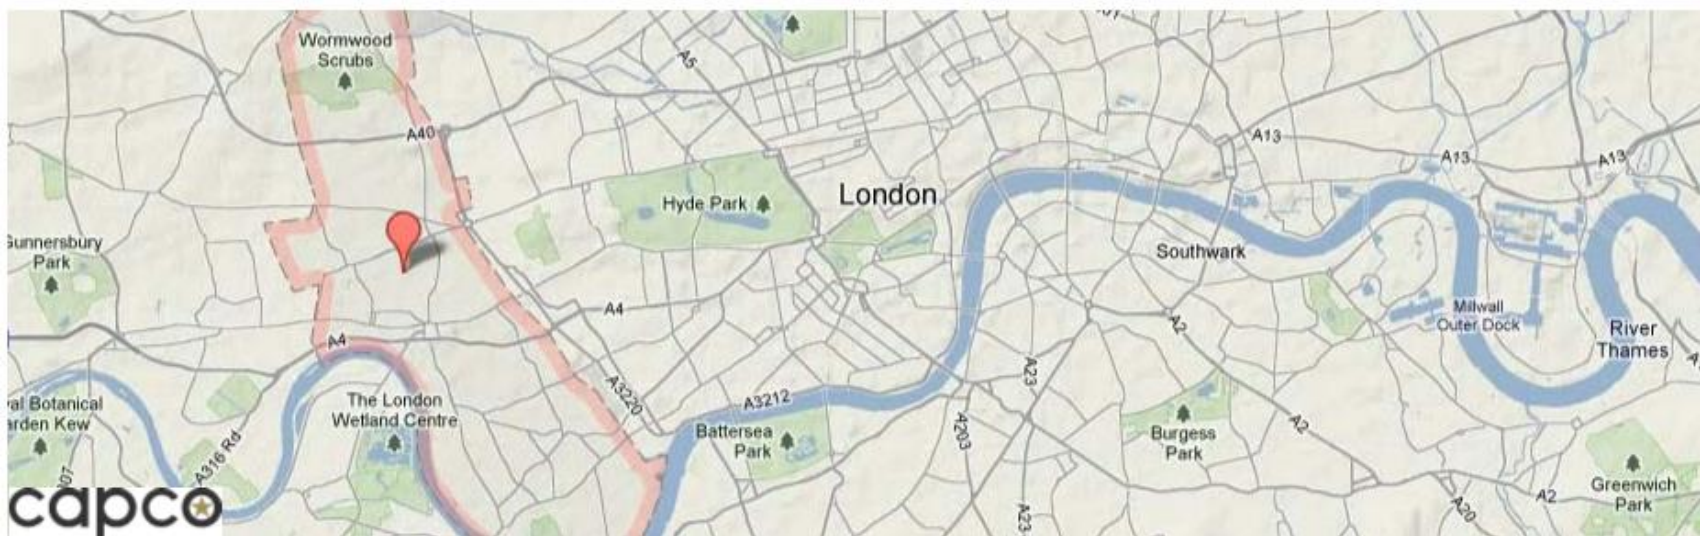 Wormwood
Scrubs
A5
A40
A13
A13
A13
Hyde Park
London
Gunnersbury
Park
Southwark
A4
A4
Millwall
Outer Dock
River
Thames
A2
A23
A3220
A3212
The London
Wetland Centre
val Botanical
arden Kew
A316 Rd
Battersea
Park
A203
Burgess
Park
A2
Greenwich
Park
A2
A20
A23
capco